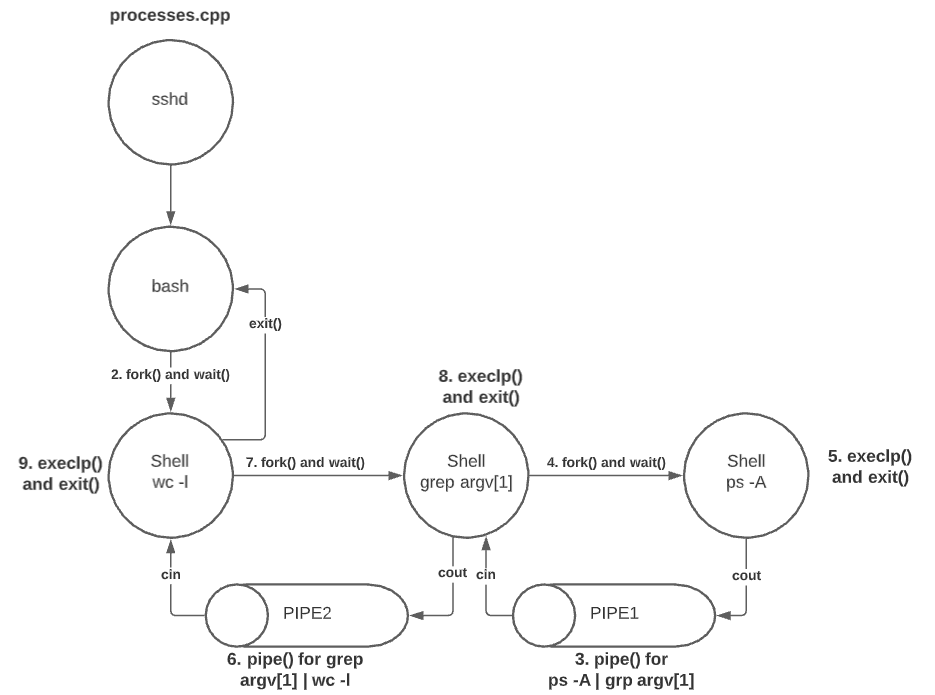 processes.cpp
sshd
bash
exit()
2. fork() and wait()
8. execlp()
and exit()
9. execlp()
and exit()
Shell
wc -l
7. fork() and wait()
Shell
grep argv[1]
4. fork() and wait()
Shell
ps -A
5. execlp()
and exit()
cin
cout
cin
cout
PIPE2
PIPE1
6. pipe() for grep
argv[1] | wc -l
3. pipe() for
ps -A | grp argv[1]